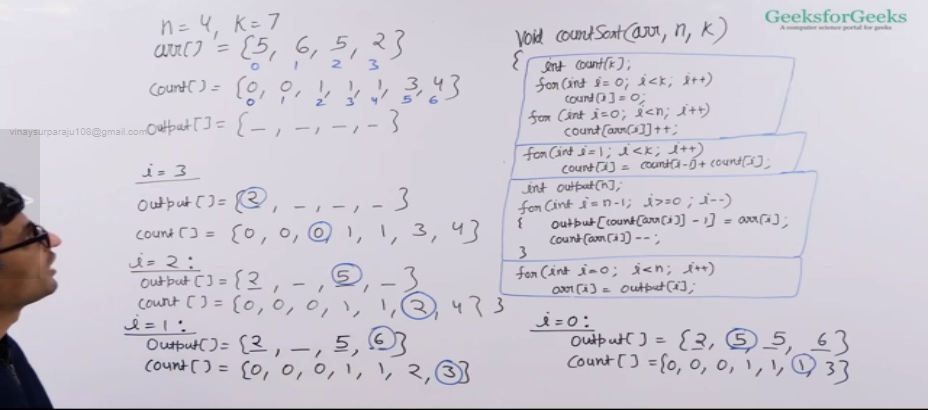 n=4, k=7
arr[] = {5, 6, 5, 2}
0 1 2 3
count[] = {0, 0, 1, 1, 1, 3, 4}
0 1 2 3 4 5 6
output[] = {_, _, _, _}
vinaysurparaju108@gmail.com
i=3
output[] = {2, _, _, _}
count[] = {0, 0, 0, 1, 1, 3, 4}
i=2:
output[] = {2, _, 5, _}
count[] = {0, 0, 0, 1, 1, 2, 4} 3
i=1:
output[] = {2, _, 5, 6}
count[] = {0, 0, 0, 1, 1, 2, 3}
GeeksforGeeks
A computer science portal for geeks
void countSort(arr, n, k)
{
int count[k];
for(int i=0; i<k; i++)
count[i]=0;
for(int i=0; i<n; i++)
count[arr[i]]++;
for(int i=1; i<k; i++)
count[i] = count[i-1]+count[i];
int output[n];
for(int i=n-1; i>=0; i--)
{ output[count[arr[i]] - 1] = arr[i];
count[arr[i]]--;
}
for(int i=0; i<n; i++)
arr[i] = output[i];
i=0:
output[] = {2, 5, 5, 6}
count[] = {0, 0, 0, 1, 1, 1, 3}